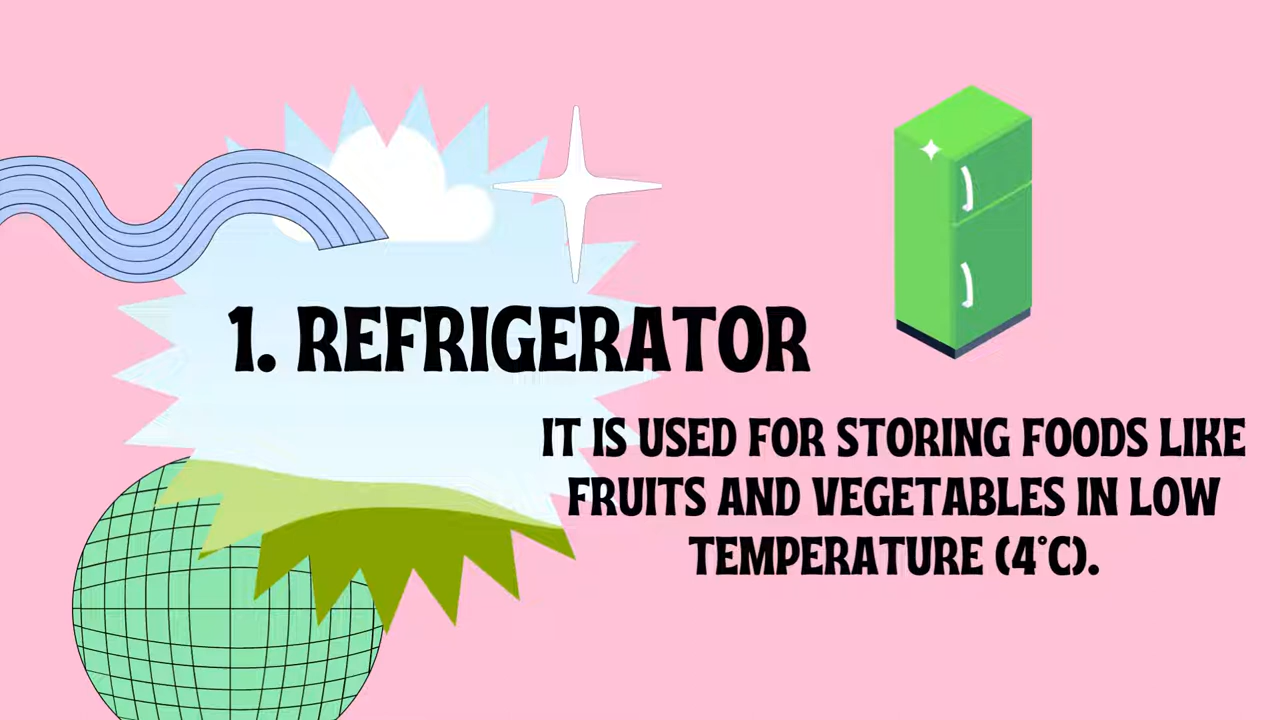 1. REFRIGERATOR
IT IS USED FOR STORING FOODS LIKE
FRUITS AND VEGETABLES IN LOW
TEMPERATURE (4°C).